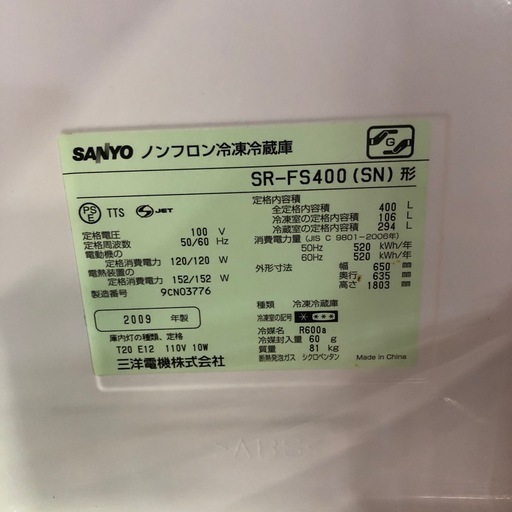 SANYO ノンフロン冷凍冷蔵庫
G
SR-FS400(SN)形
PSE TTS S JET
定格電圧 100 V
定格周波数 50/60 Hz
電動機の
定格消費電力 120/120 W
電熱装置の
定格消費電力 152/152 W
製造番号 9CN03776
2009 年製
庫内灯の種類、定格
T20 E12 110V 10W
三洋電機株式会社
定格内容積
全定格内容積 400 L
冷凍室の定格内容積 106 L
冷蔵室の定格内容積 294 L
消費電力量(JIS C 9801-2006年)
50Hz 520 kWh/年
60Hz 520 kWh/年
外形寸法 幅 650 mm
奥行 635 mm
高さ 1803 mm
種類 冷凍冷蔵庫
冷凍室の記号 * ***
冷媒名 R600a
冷媒封入量 60 g
質量 81 kg
断熱発泡ガス シクロペンタン
Made in China
>ABS<